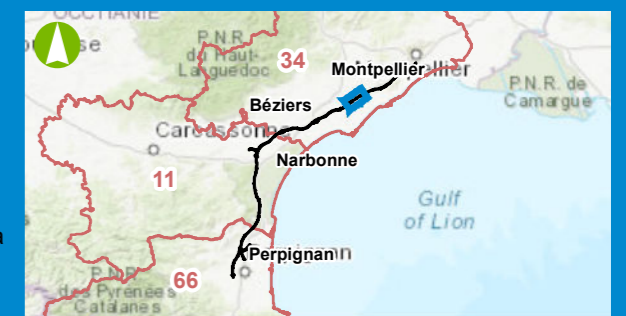 OCCITANIE
P.N.R.
du Haut-
Languedoc
34
Montpellier
P.N.R. de
Camargue
Béziers
Narbonne
11
Gulf
of Lion
Perpignan
66
P.N.R.
des Pyrénées
Catalanes
a